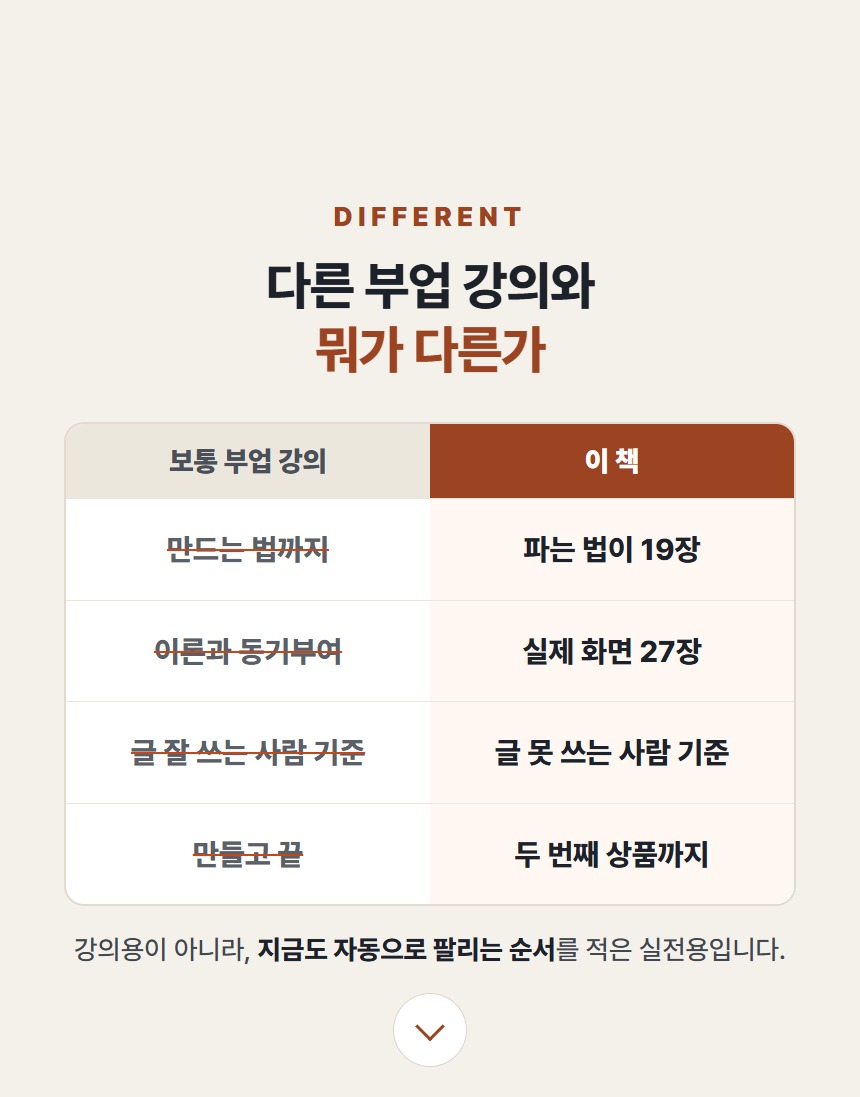 DIFFERENT
다른 부업 강의와
뭐가 다른가
보통 부업 강의
이 책
만드는 법까지
파는 법이 19장
이론과 동기부여
실제 화면 27장
글 잘 쓰는 사람 기준
글 못 쓰는 사람 기준
만들고 끝
두 번째 상품까지
강의용이 아니라, 지금도 자동으로 팔리는 순서를 적은 실전용입니다.